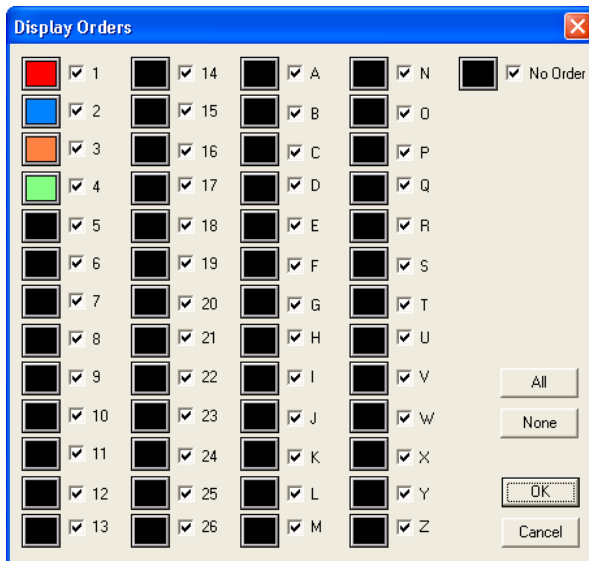 Display Orders
1 14 A N No Order
2 15 B O
3 16 C P
4 17 D Q
5 18 E R
6 19 F S
7 20 G T
8 21 H U
9 22 I V All
10 23 J W None
11 24 K X
12 25 L Y OK
13 26 M Z Cancel